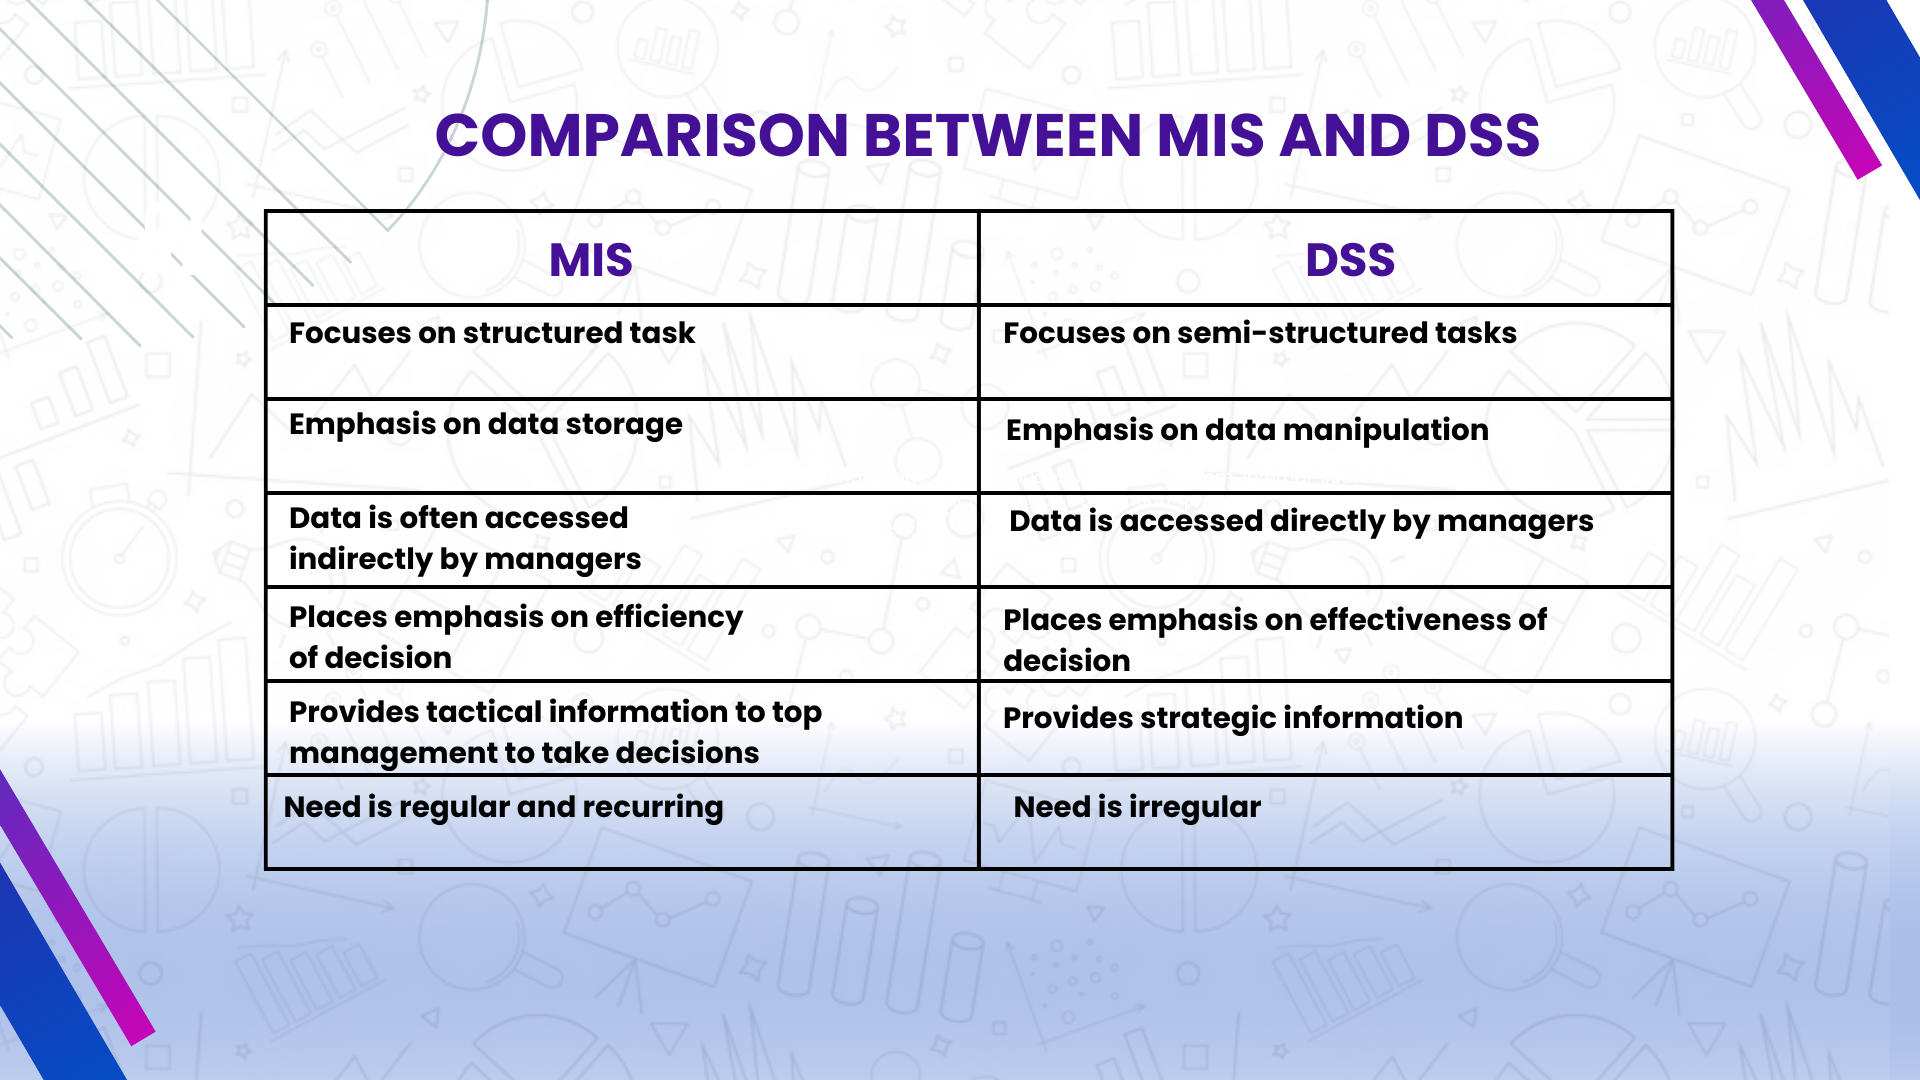 COMPARISON BETWEEN MIS AND DSS
MIS
DSS
Focuses on structured task
Focuses on semi-structured tasks
Emphasis on data storage
Emphasis on data manipulation
Data is often accessed
indirectly by managers
Data is accessed directly by managers
Places emphasis on efficiency
of decision
Places emphasis on effectiveness of
decision
Provides tactical information to top
management to take decisions
Provides strategic information
Need is regular and recurring
Need is irregular